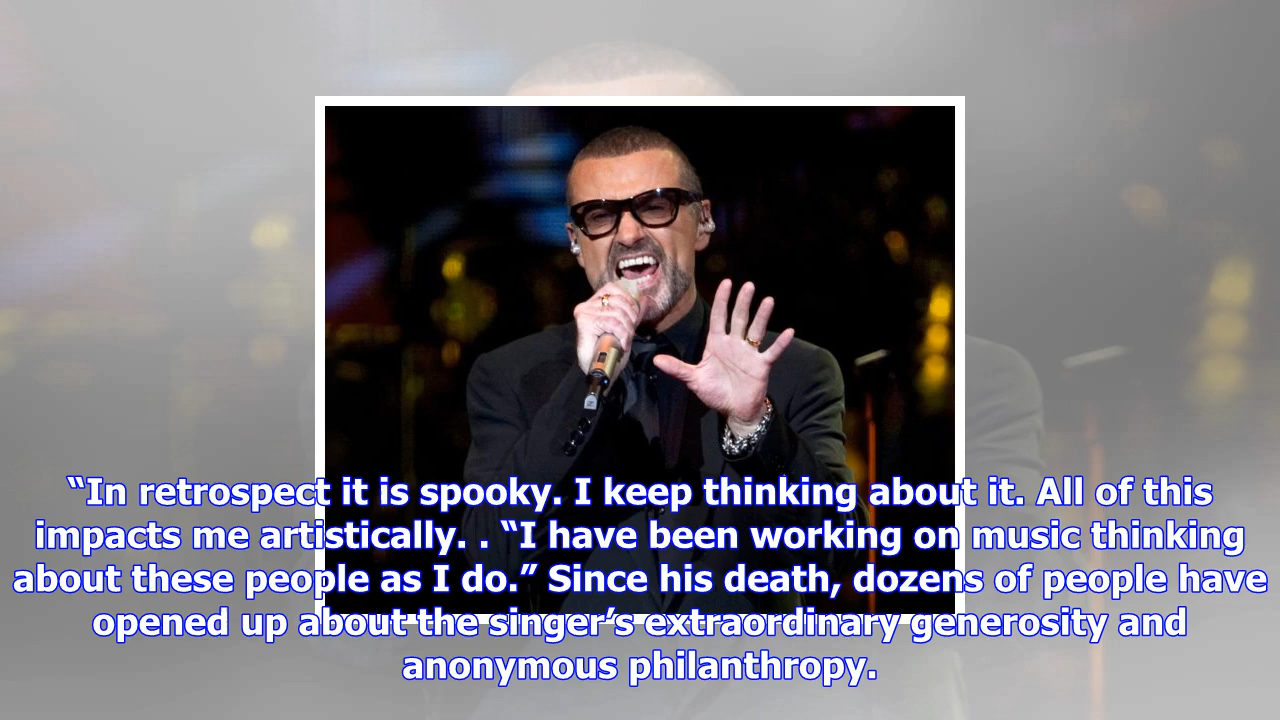 “In retrospect it is spooky. I keep thinking about it. All of this
impacts me artistically. . “I have been working on music thinking
about these people as I do.” Since his death, dozens of people have
opened up about the singer’s extraordinary generosity and
anonymous philanthropy.